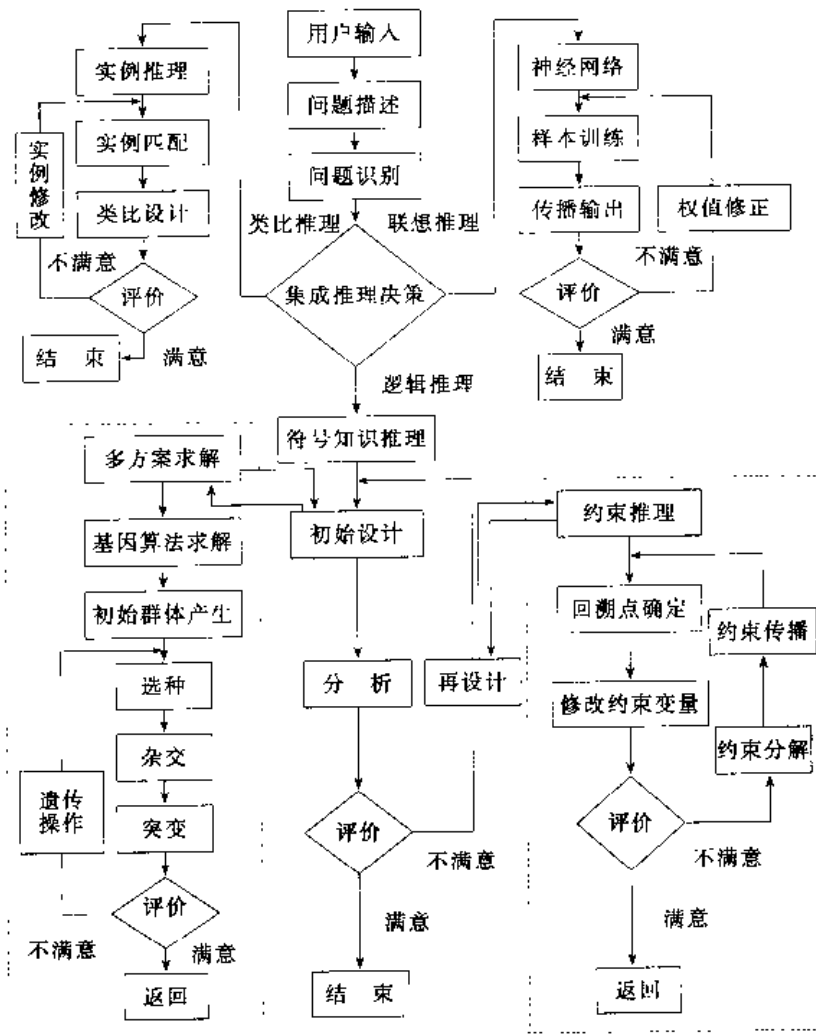 用户输入
问题描述
问题识别
类比推理
联想推理
集成推理决策
逻辑推理
实例推理
实例匹配
类比设计
实例修改
不满意
评价
满意
结 束
神经网络
样本训练
传播输出
权值修正
不满意
评价
满意
结 束
符号知识推理
初始设计
分 析
再设计
评价
不满意
满意
结 束
多方案求解
基因算法求解
初始群体产生
选种
杂交
突变
遗传
操作
评价
不满意
满意
返回
约束推理
回溯点确定
修改约束变量
约束传播
约束分解
评价
不满意
满意
返回